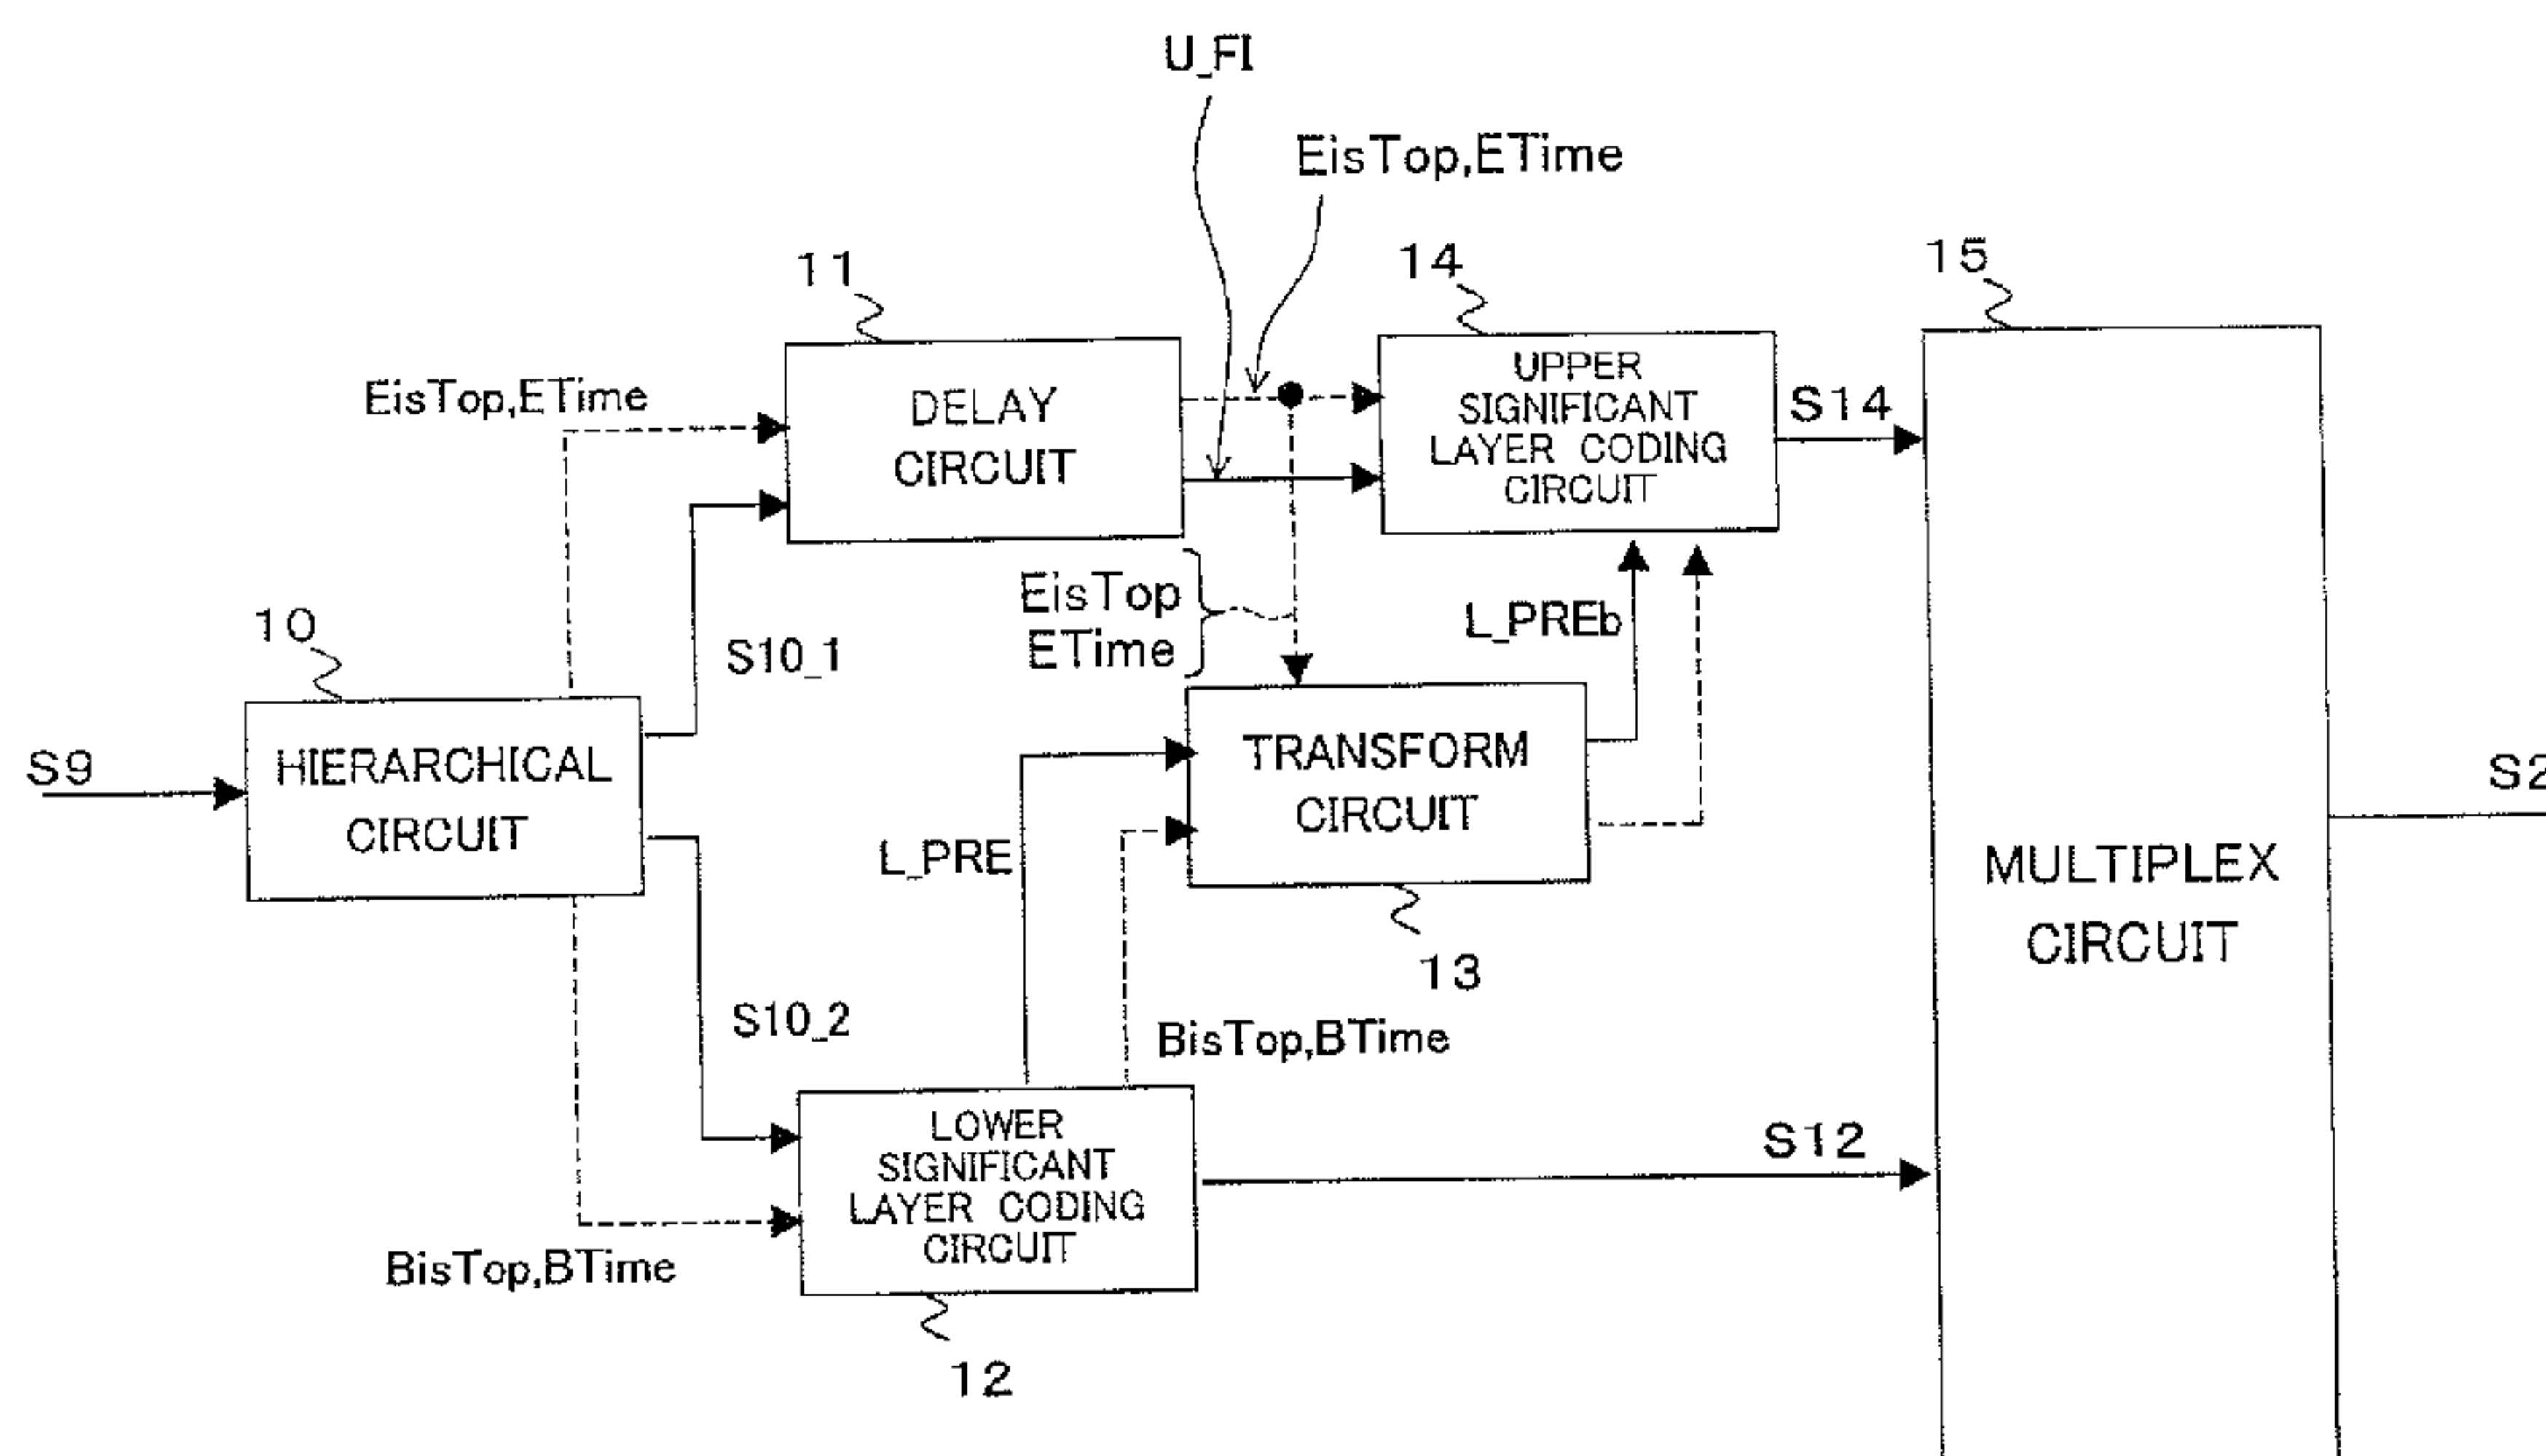 U_FI
EisTop,ETime
11
14
15
DELAY
CIRCUIT
UPPER
SIGNIFICANT
LAYER CODING
CIRCUIT
S14
EisTop,ETime
EisTop
ETime
L_PREb
10
S10_1
S9
HIERARCHICAL
CIRCUIT
TRANSFORM
CIRCUIT
S2
L_PRE
MULTIPLEX
CIRCUIT
13
S10_2
BisTop,BTime
LOWER
SIGNIFICANT
LAYER CODING
CIRCUIT
S12
BisTop,BTime
12